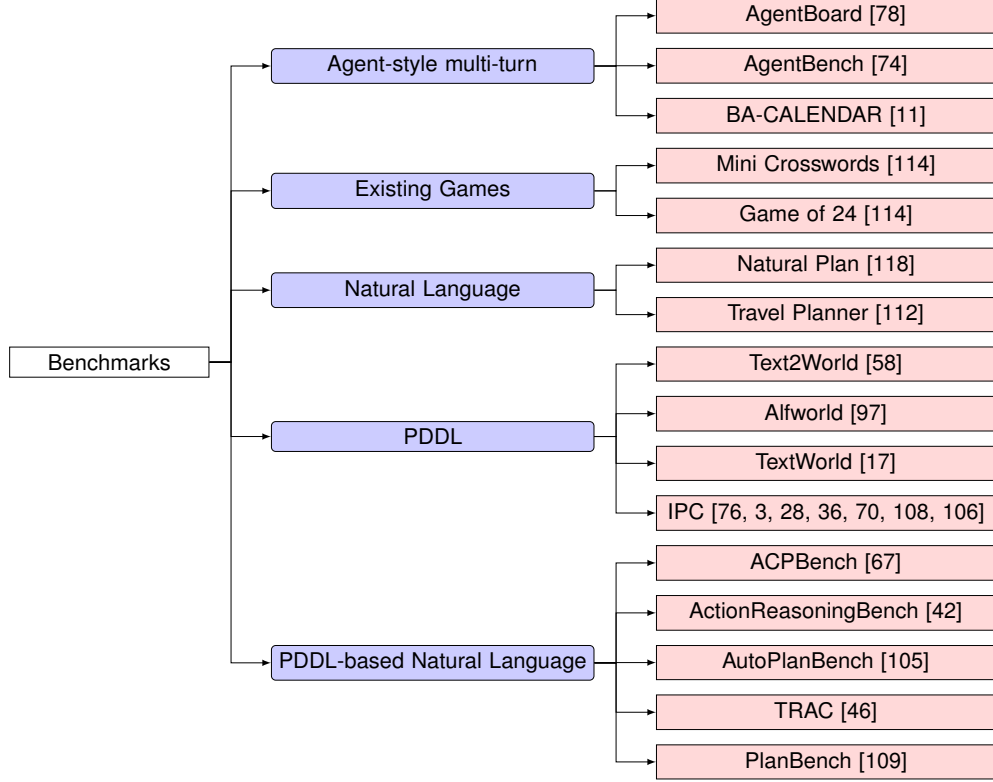 Benchmarks
Agent-style multi-turn
AgentBoard [78]
AgentBench [74]
BA-CALENDAR [11]
Existing Games
Mini Crosswords [114]
Game of 24 [114]
Natural Language
Natural Plan [118]
Travel Planner [112]
PDDL
Text2World [58]
Alfworld [97]
TextWorld [17]
IPC [76, 3, 28, 36, 70, 108, 106]
PDDL-based Natural Language
ACPBench [67]
ActionReasoningBench [42]
AutoPlanBench [105]
TRAC [46]
PlanBench [109]